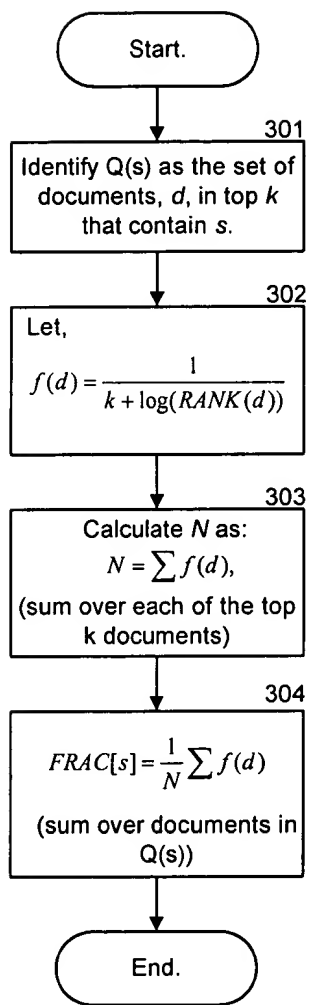 Start.
301
Identify Q(s) as the set of
documents, d, in top k
that contain s.
302
Let,
f(d) = 1 / (k + log(RANK(d)))
303
Calculate N as:
N = ∑ f(d),
(sum over each of the top
k documents)
304
FRAC[s] = 1/N ∑ f(d)
(sum over documents in
Q(s))
End.